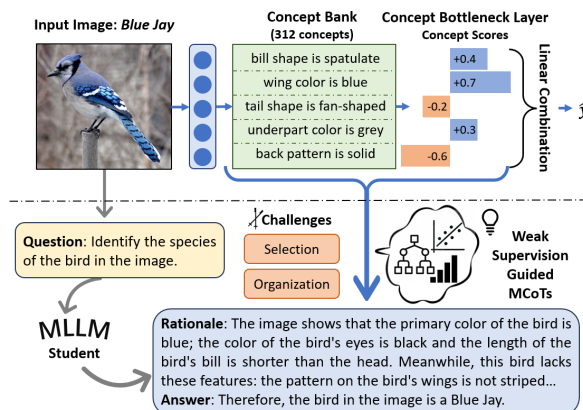 Input Image: Blue Jay
Concept Bank
(312 concepts)
Concept Bottleneck Layer
Concept Scores
bill shape is spatulate
wing color is blue
tail shape is fan-shaped
underpart color is grey
back pattern is solid
+0.4
+0.7
-0.2
+0.3
-0.6
Linear
Combination
Question: Identify the species
of the bird in the image.
Challenges
Selection
Organization
Weak
Supervision
Guided
MCoTs
MLLM
Student
Rationale: The image shows that the primary color of the bird is
blue; the color of the bird's eyes is black and the length of the
bird's bill is shorter than the head. Meanwhile, this bird lacks
these features: the pattern on the bird's wings is not striped...
Answer: Therefore, the bird in the image is a Blue Jay.